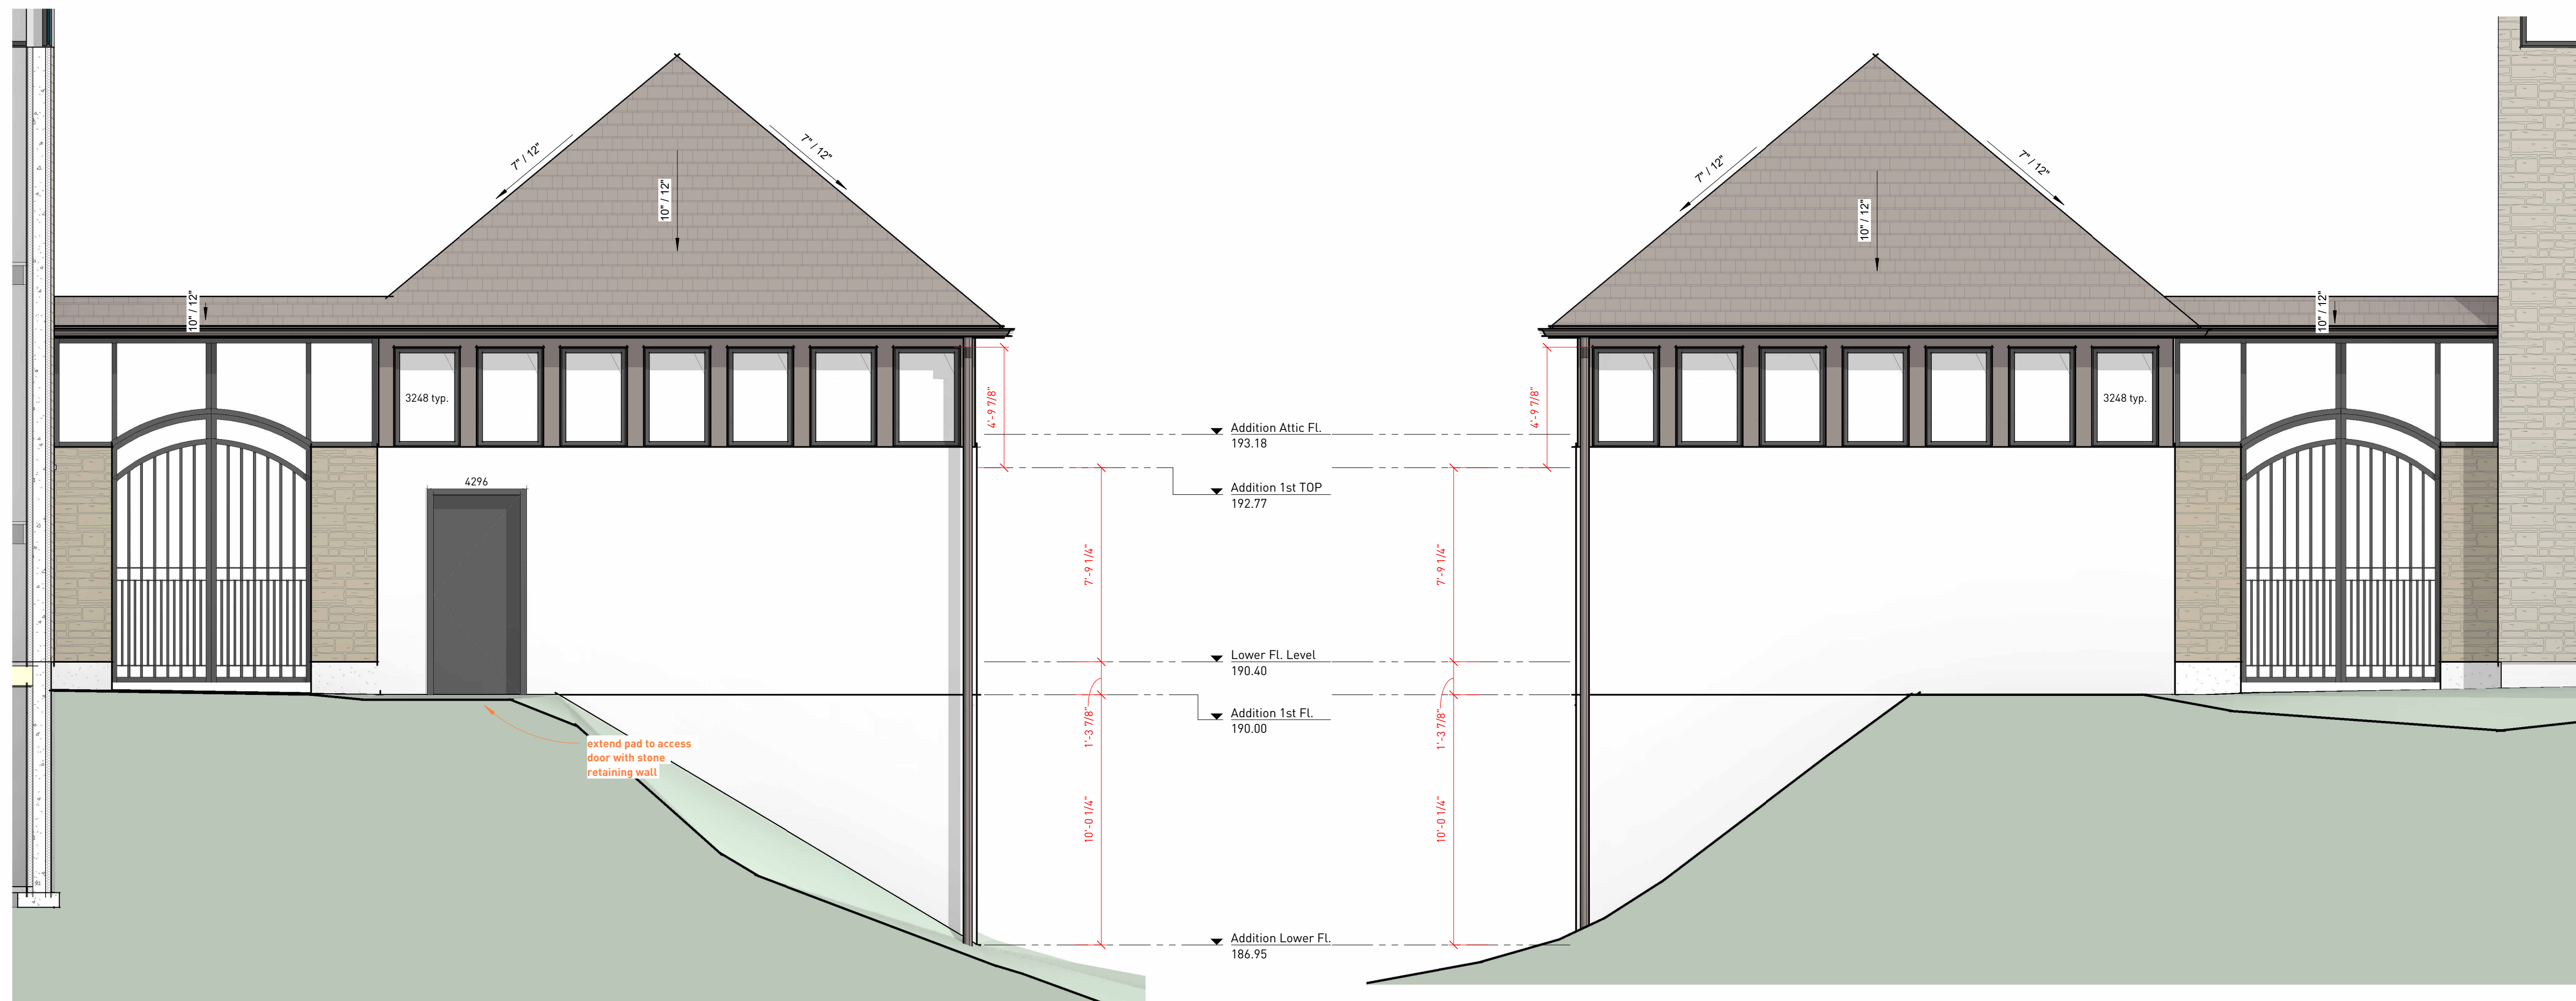 7" / 12"
7" / 12"
10" / 12"
10" / 12"
3248 typ.
4296
extend pad to access
door with stone
retaining wall
4'-9 7/8"
7'-9 1/4"
1'-3 7/8"
10'-0 1/4"
Addition Attic Fl.
193.18
Addition 1st TOP
192.77
Lower Fl. Level
190.40
Addition 1st Fl.
190.00
Addition Lower Fl.
186.95
4'-9 7/8"
7'-9 1/4"
1'-3 7/8"
10'-0 1/4"
7" / 12"
7" / 12"
10" / 12"
10" / 12"
3248 typ.